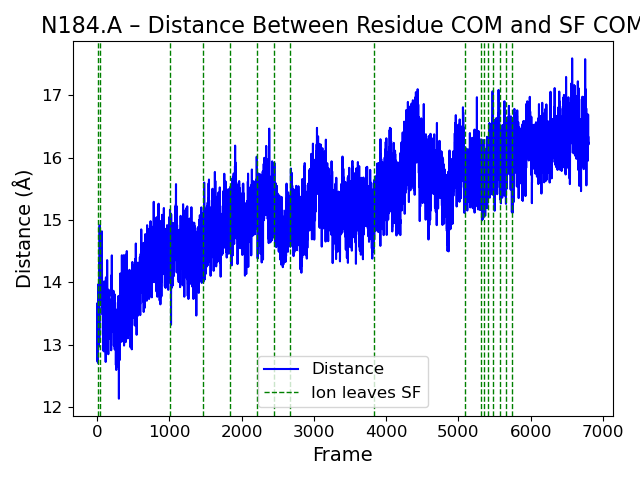 N184.A – Distance Between Residue COM and SF COM
17
16
15
14
13
12
Distance (Å)
Distance
Ion leaves SF
0 1000 2000 3000 4000 5000 6000 7000
Frame